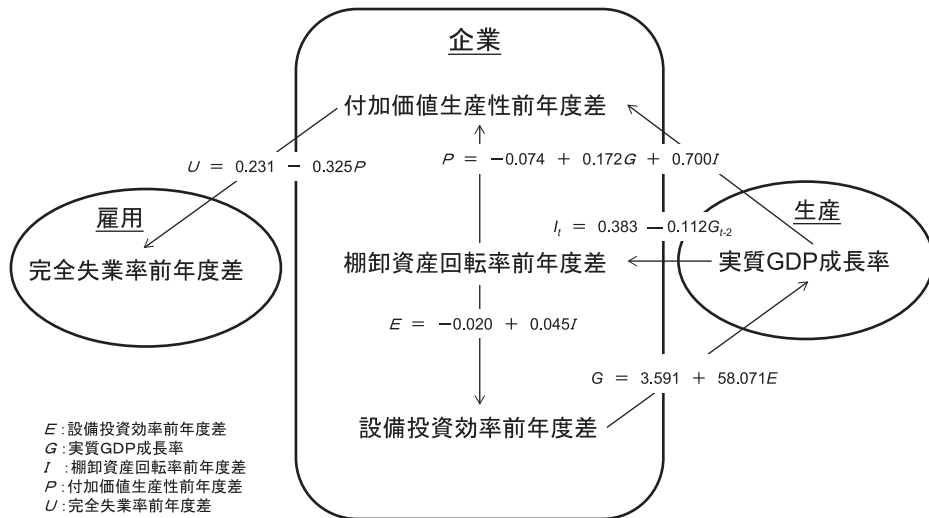 企業
付加価値生産性前年度差
U = 0.231 － 0.325P
P = －0.074 ＋ 0.172G ＋ 0.700I
雇用
生産
I_t = 0.383 －0.112G_{t-2}
完全失業率前年度差
棚卸資産回転率前年度差
実質GDP成長率
E = －0.020 ＋ 0.045I
G = 3.591 ＋ 58.071E
設備投資効率前年度差
E:設備投資効率前年度差
G:実質GDP成長率
I :棚卸資産回転率前年度差
P:付加価値生産性前年度差
U:完全失業率前年度差